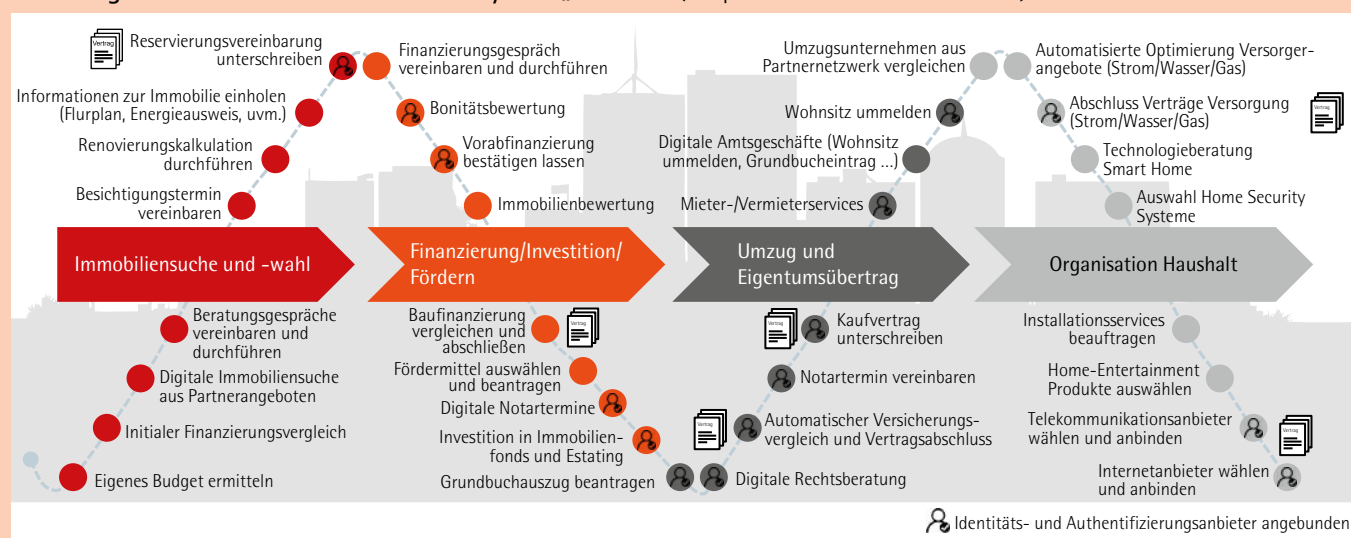 Vertrag
Reservierungsvereinbarung
unterschreiben
Informationen zur Immobilie einholen
(Flurplan, Energieausweis, uvm.)
Renovierungskalkulation
durchführen
Besichtigungstermin
vereinbaren
Finanzierungsgespräch
vereinbaren und durchführen
Bonitätsbewertung
Vorabfinanzierung
bestätigen lassen
Immobilienbewertung
Umzugsunternehmen aus
Partnernetzwerk vergleichen
Wohnsitz ummelden
Digitale Amtsgeschäfte (Wohnsitz
ummelden, Grundbucheintrag ...)
Mieter-/Vermieterservices
Automatisierte Optimierung Versorger-
angebote (Strom/Wasser/Gas)
Abschluss Verträge Versorgung
(Strom/Wasser/Gas)
Vertrag
Technologieberatung
Smart Home
Auswahl Home Security
Systeme
Immobiliensuche und -wahl
Finanzierung/Investition/
Fördern
Umzug und
Eigentumsübertrag
Organisation Haushalt
Beratungsgespräche
vereinbaren und
durchführen
Digitale Immobiliensuche
aus Partnerangeboten
Initialer Finanzierungsvergleich
Eigenes Budget ermitteln
Baufinanzierung
vergleichen und
abschließen
Vertrag
Fördermittel auswählen
und beantragen
Digitale Notartermine
Investition in Immobilien-
fonds und Estating
Grundbuchauszug beantragen
Vertrag
Kaufvertrag
unterschreiben
Notartermin vereinbaren
Vertrag
Automatischer Versicherungs-
vergleich und Vertragsabschluss
Digitale Rechtsberatung
Installationsservices
beauftragen
Home-Entertainment
Produkte auswählen
Telekommunikationsanbieter
wählen und anbinden
Vertrag
Internetanbieter wählen
und anbinden
Identitäts- und Authentifizierungsanbieter angebunden